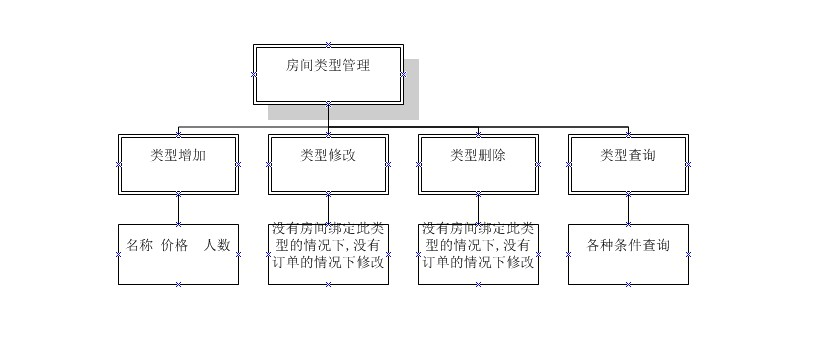 房间类型管理
类型增加
类型修改
类型删除
类型查询
名称 价格 人数
没有房间绑定此类
型的情况下,没有
订单的情况下修改
没有房间绑定此类
型的情况下,没有
订单的情况下修改
各种条件查询